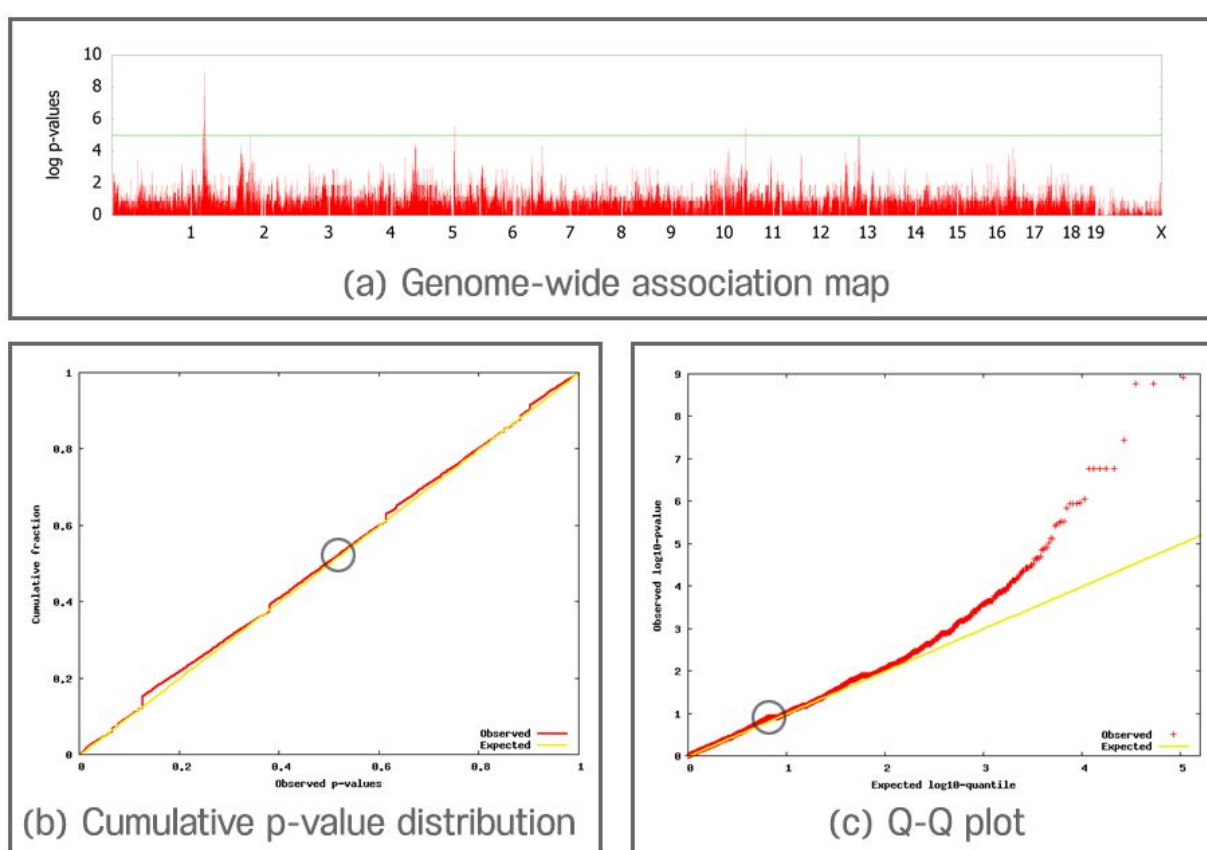 10
8
6
4
2
0
log p-values
1 2 3 4 5 6 7 8 9 10 11 12 13 14 15 16 17 18 19 X
(a) Genome-wide association map
1
0.8
0.6
0.4
0.2
0
Cumulative fraction
Observed
Expected
0 0.2 0.4 0.6 0.8 1
Observed p-values
(b) Cumulative p-value distribution
9
8
7
6
5
4
3
2
1
0
Observed log10-pvalue
Observed
Expected
0 1 2 3 4 5
Expected log10-quantile
(c) Q-Q plot